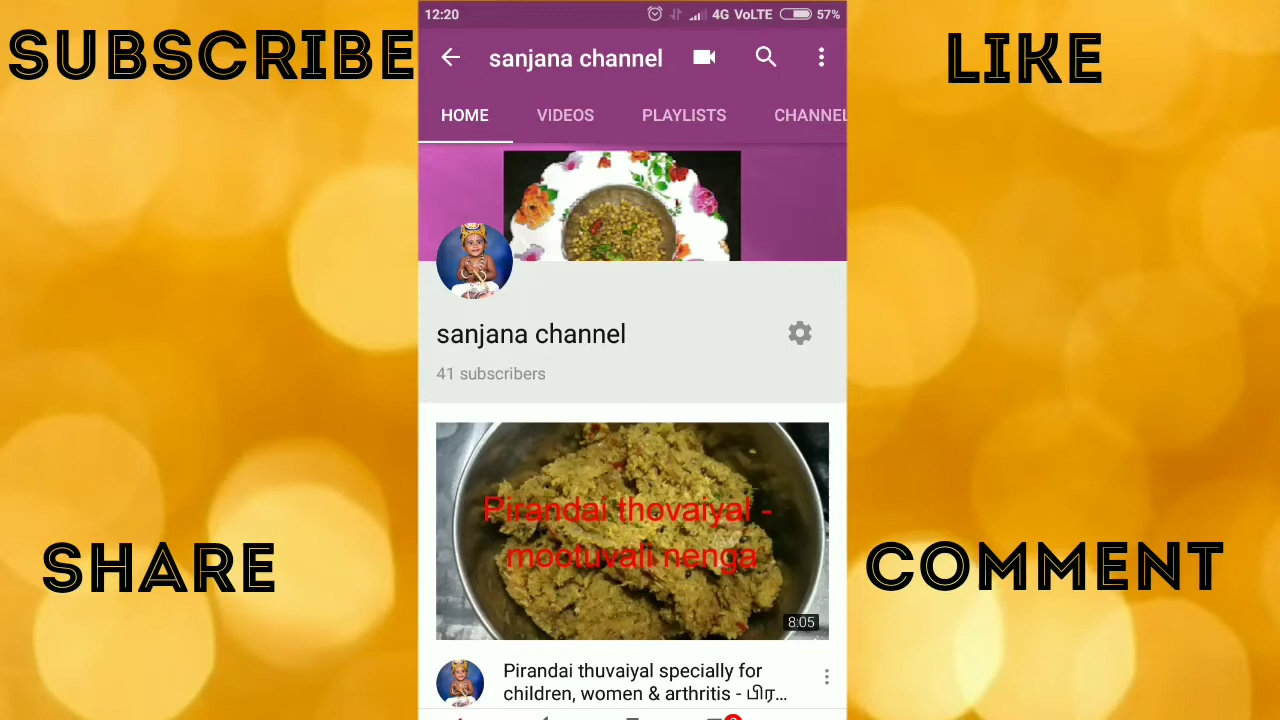 SUBSCRIBE
LIKE
SHARE
COMMENT
12:20 4G VoLTE 57%
sanjana channel
HOME VIDEOS PLAYLISTS CHANNEL
sanjana channel
41 subscribers
Pirandai thovaiyal -
mootuvali nenga
8:05
Pirandai thuvaiyal specially for
children, women & arthritis - பிர...